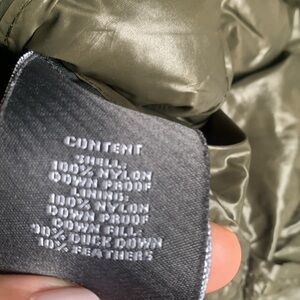 CONTENT
SHELL:
100% NYLON
DOWN PROOF
LINING:
100% NYLON
DOWN PROOF
DOWN FILL:
90% DUCK DOWN
10% FEATHERS